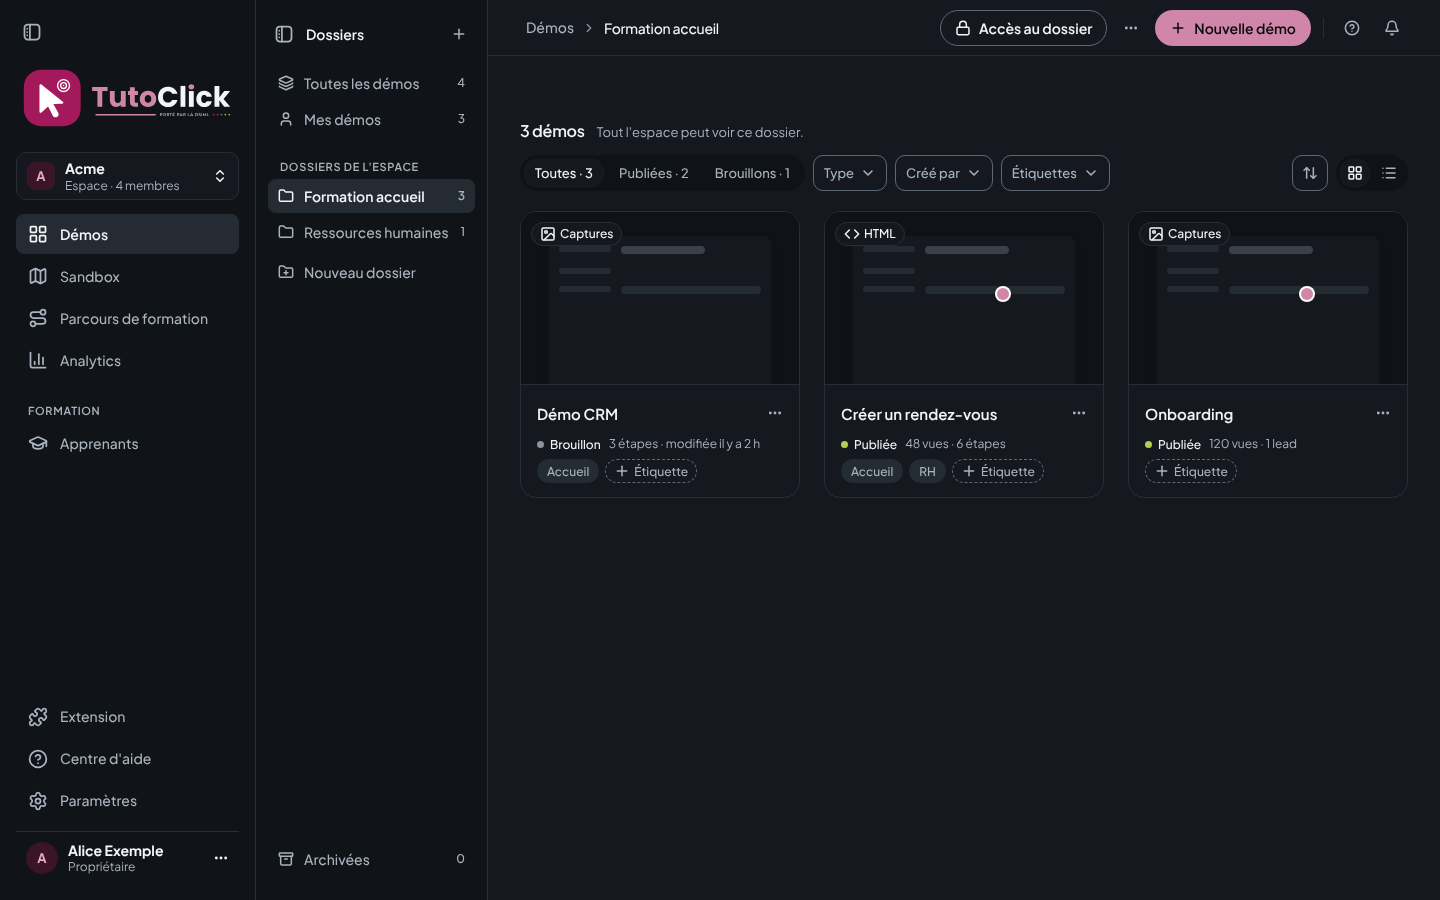 TutoClick
PORTÉ PAR LA DSIML
A
Acme
Espace · 4 membres
Démos
Sandbox
Parcours de formation
Analytics
FORMATION
Apprenants
Extension
Centre d'aide
Paramètres
A
Alice Exemple
Propriétaire
Dossiers
Toutes les démos 4
Mes démos 3
DOSSIERS DE L'ESPACE
Formation accueil 3
Ressources humaines 1
Nouveau dossier
Archivées 0
Démos > Formation accueil
Accès au dossier
Nouvelle démo
3 démos Tout l'espace peut voir ce dossier.
Toutes · 3 Publiées · 2 Brouillons · 1 Type Créé par Étiquettes
Captures
Démo CRM
Brouillon 3 étapes · modifiée il y a 2 h
Accueil + Étiquette
HTML
Créer un rendez-vous
Publiée 48 vues · 6 étapes
Accueil RH + Étiquette
Captures
Onboarding
Publiée 120 vues · 1 lead
+ Étiquette